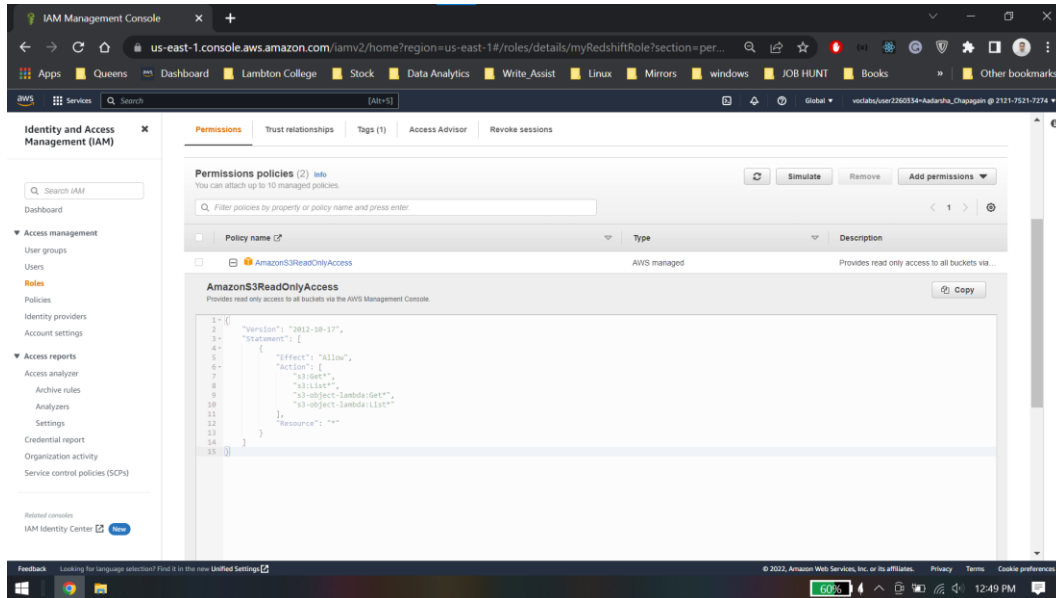 IAM Management Console
us-east-1.console.aws.amazon.com/iamv2/home?region=us-east-1#/roles/details/myRedshiftRole?section=per...
Apps Queens Dashboard Lambton College Stock Data Analytics Write_Assist Linux Mirrors windows JOB HUNT Books » Other bookmarks
aws Services Search [Alt+S] Global voclabs/user2260334=Aadarsha_Chapagain @ 2121-7521-7274
Identity and Access Management (IAM)
Search IAM
Dashboard
Access management
User groups
Users
Roles
Policies
Identity providers
Account settings
Access reports
Access analyzer
Archive rules
Analyzers
Settings
Credential report
Organization activity
Service control policies (SCPs)
Related consoles
IAM Identity Center New
Permissions Trust relationships Tags (1) Access Advisor Revoke sessions
Permissions policies (2) Info
You can attach up to 10 managed policies.
Simulate Remove Add permissions
Filter policies by property or policy name and press enter.
1
Policy name Type Description
AmazonS3ReadOnlyAccess AWS managed Provides read only access to all buckets via...
AmazonS3ReadOnlyAccess
Provides read only access to all buckets via the AWS Management Console.
Copy
1 {
2 "Version": "2012-10-17",
3 "Statement": [
4 {
5 "Effect": "Allow",
6 "Action": [
7 "s3:Get*",
8 "s3:List*",
9 "s3-object-lambda:Get*",
10 "s3-object-lambda:List*"
11 ],
12 "Resource": "*"
13 }
14 ]
15 }
Feedback Looking for language selection? Find it in the new Unified Settings © 2022, Amazon Web Services, Inc. or its affiliates. Privacy Terms Cookie preferences
60% 12:49 PM